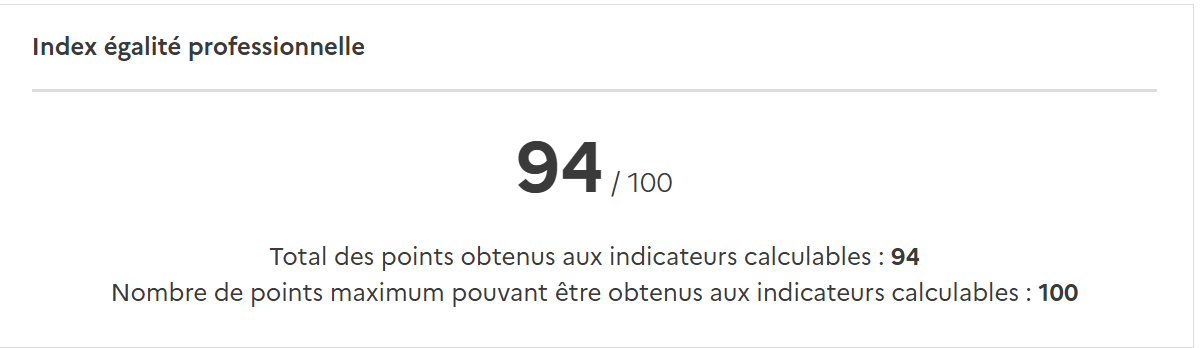 Index égalité professionnelle
94 / 100
Total des points obtenus aux indicateurs calculables : 94
Nombre de points maximum pouvant être obtenus aux indicateurs calculables : 100